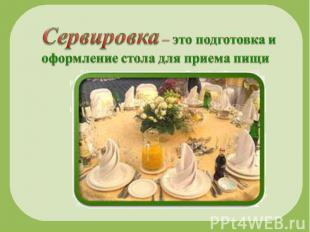 Сервировка – это подготовка и
оформление стола для приема пищи
PPt4WEB.ru